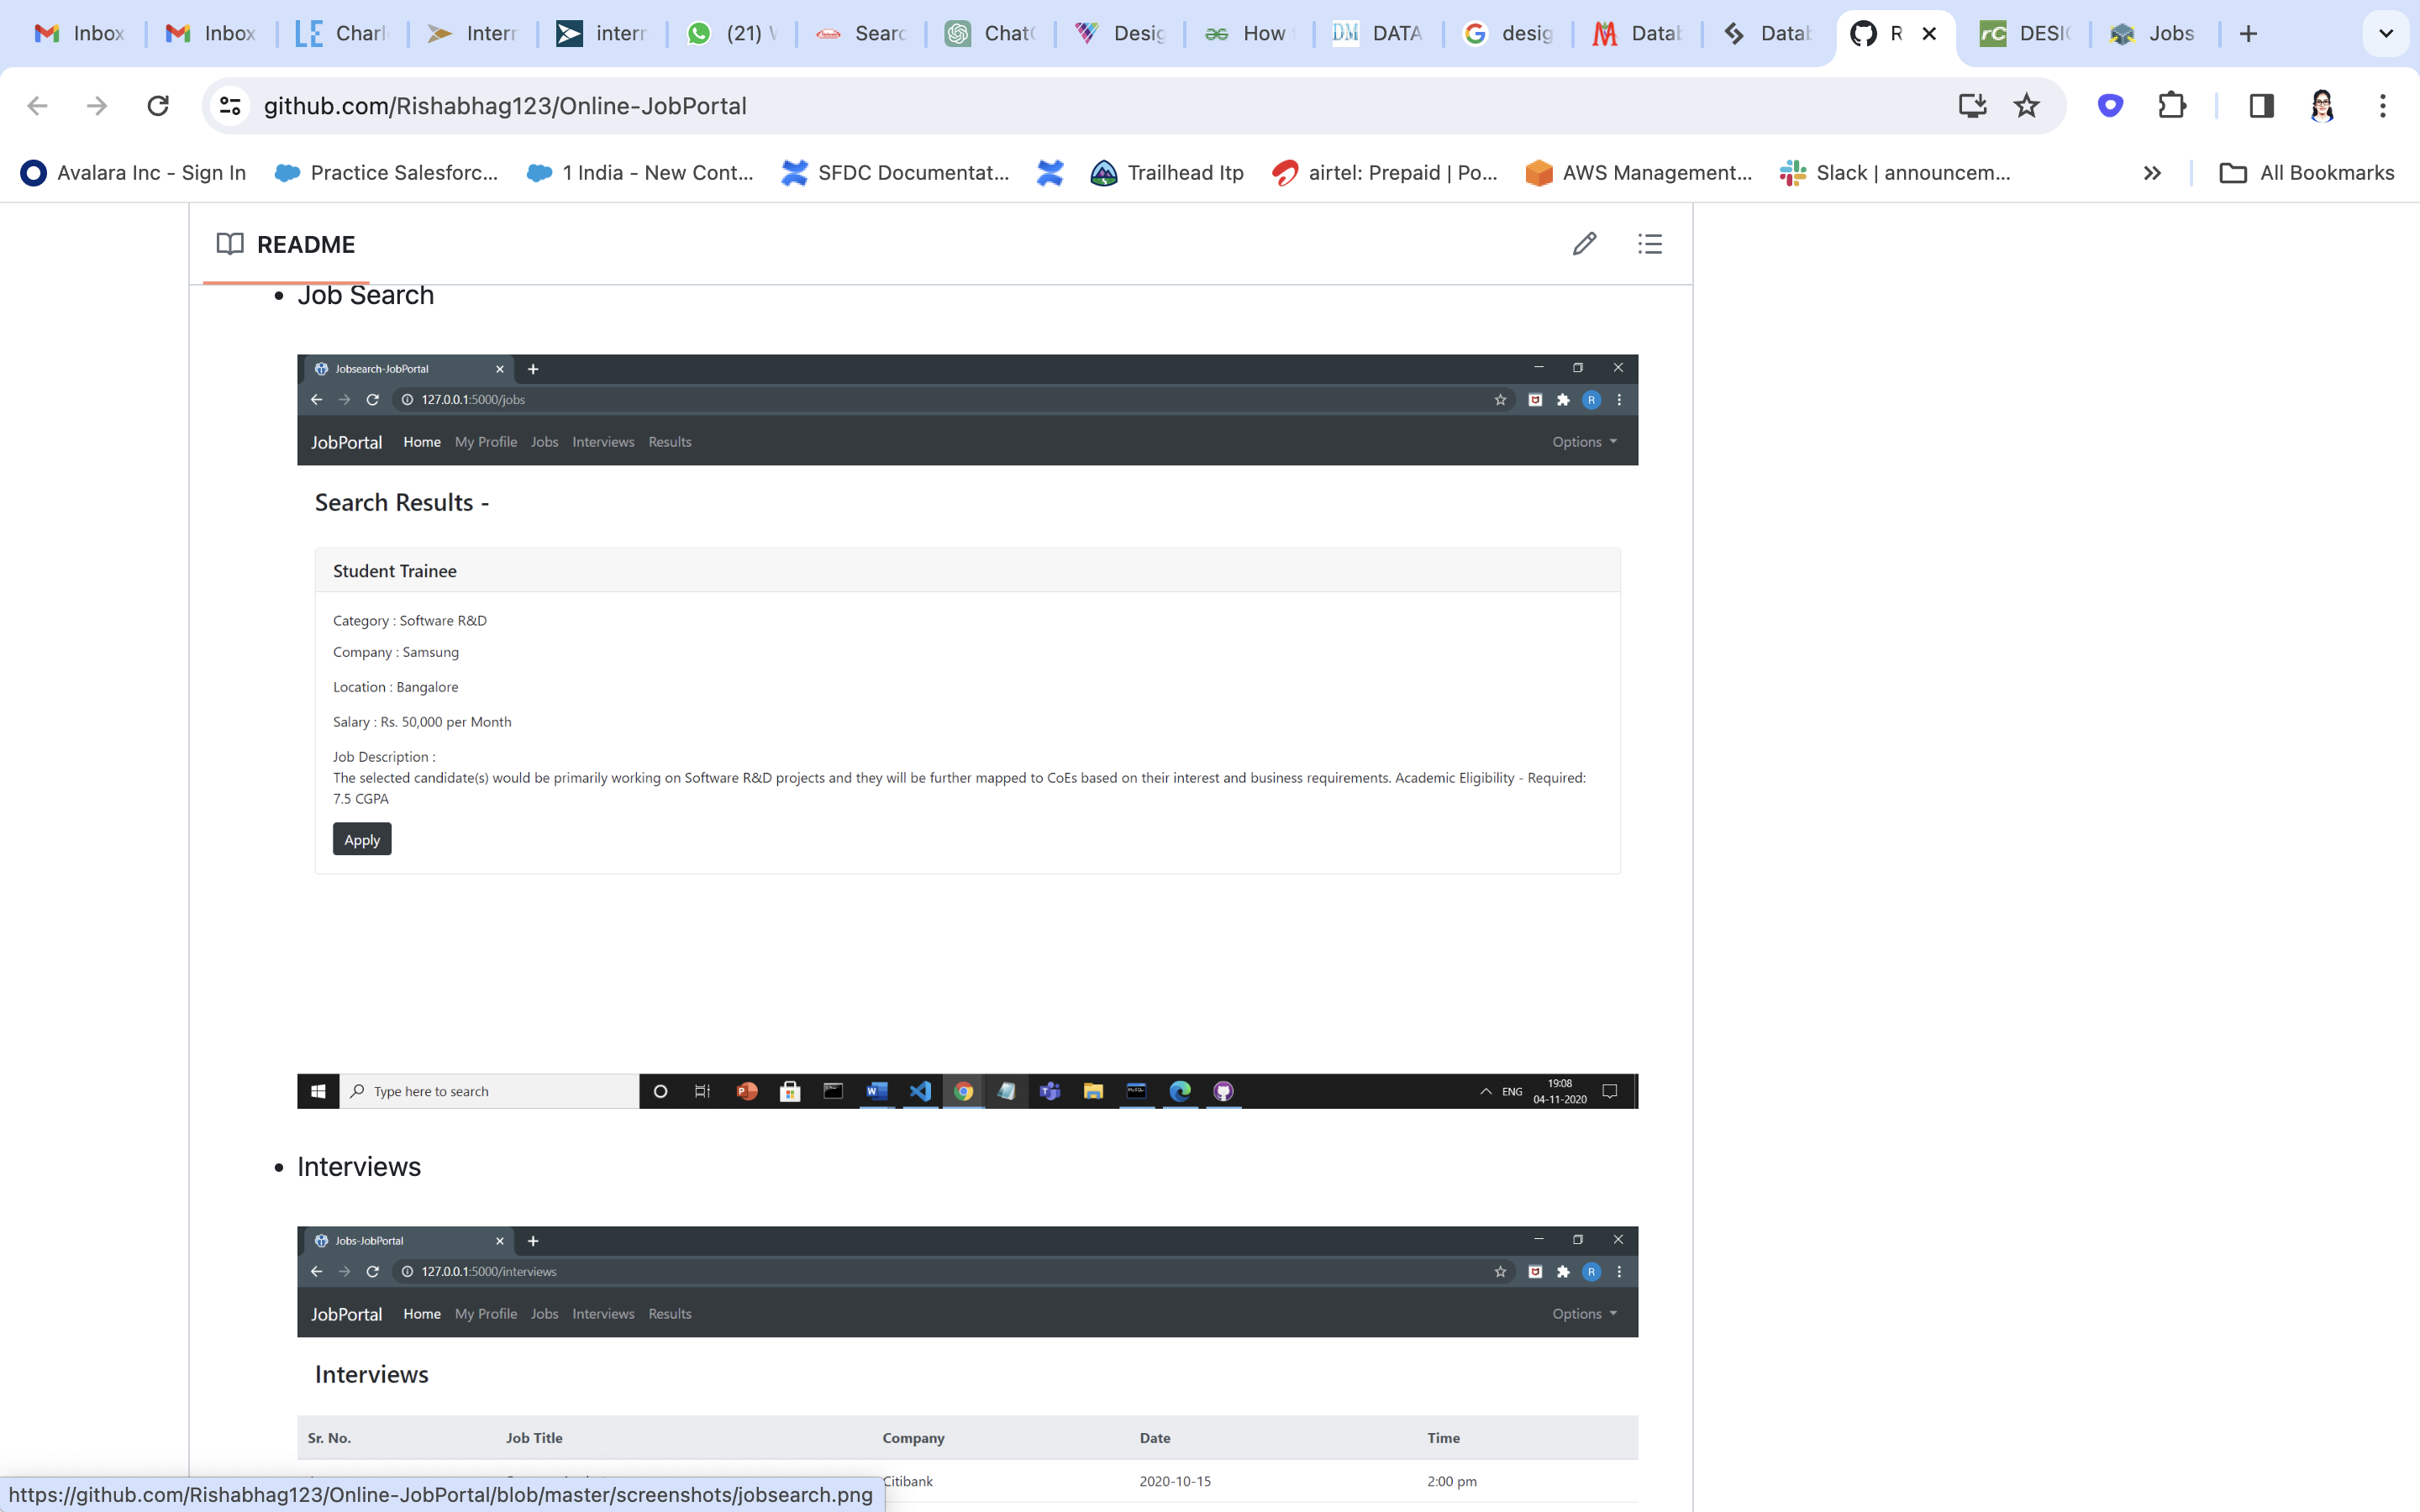 Inbox
Inbox
Charl
Intern
intern
(21)
Searc
Chat
Desig
How
DM DATA
desig
Datab
Datab
R
rC DESI
Jobs
github.com/Rishabhag123/Online-JobPortal
Avalara Inc - Sign In
Practice Salesforc...
1 India - New Cont...
SFDC Documentat...
Trailhead ltp
airtel: Prepaid | Po...
AWS Management...
Slack | announcem...
All Bookmarks
README
Job Search
Jobsearch-JobPortal
127.0.0.1:5000/jobs
R
JobPortal Home My Profile Jobs Interviews Results Options
Search Results -
Student Trainee
Category : Software R&D
Company : Samsung
Location : Bangalore
Salary : Rs. 50,000 per Month
Job Description :
The selected candidate(s) would be primarily working on Software R&D projects and they will be further mapped to CoEs based on their interest and business requirements. Academic Eligibility - Required:
7.5 CGPA
Apply
Type here to search
ENG
19:08
04-11-2020
Interviews
Jobs-JobPortal
127.0.0.1:5000/interviews
R
JobPortal Home My Profile Jobs Interviews Results Options
Interviews
Sr. No. Job Title Company Date Time
Citibank 2020-10-15 2:00 pm
https://github.com/Rishabhag123/Online-JobPortal/blob/master/screenshots/jobsearch.png